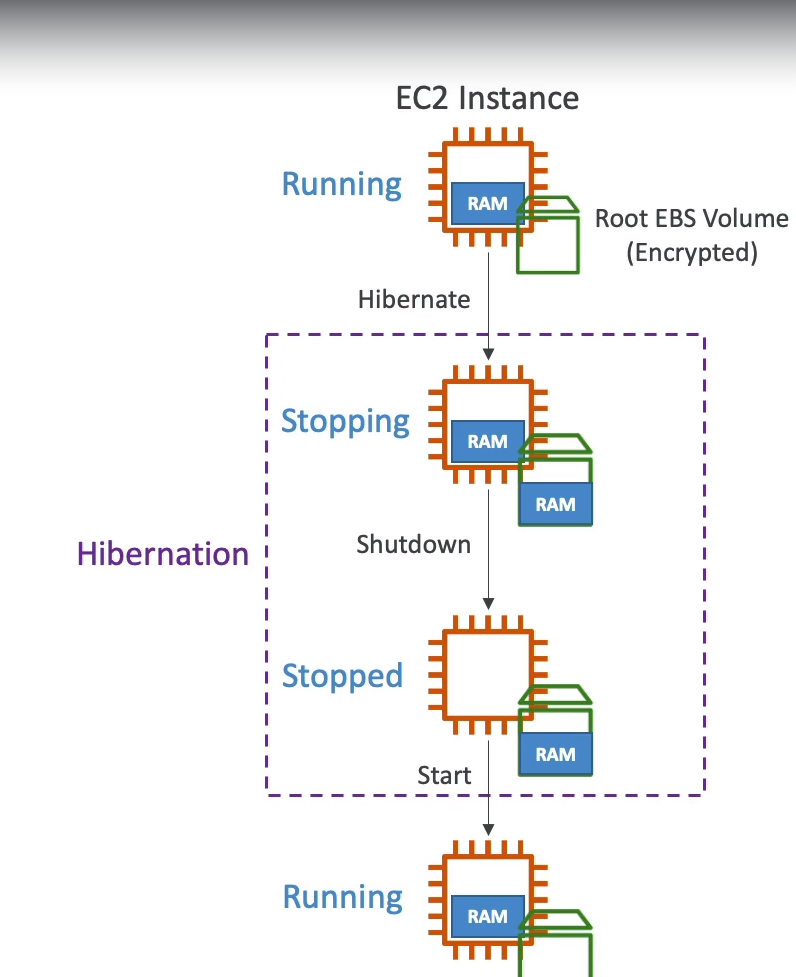 EC2 Instance
Running
RAM
Root EBS Volume
(Encrypted)
Hibernate
Stopping
RAM
RAM
Shutdown
Hibernation
Stopped
RAM
Start
Running
RAM